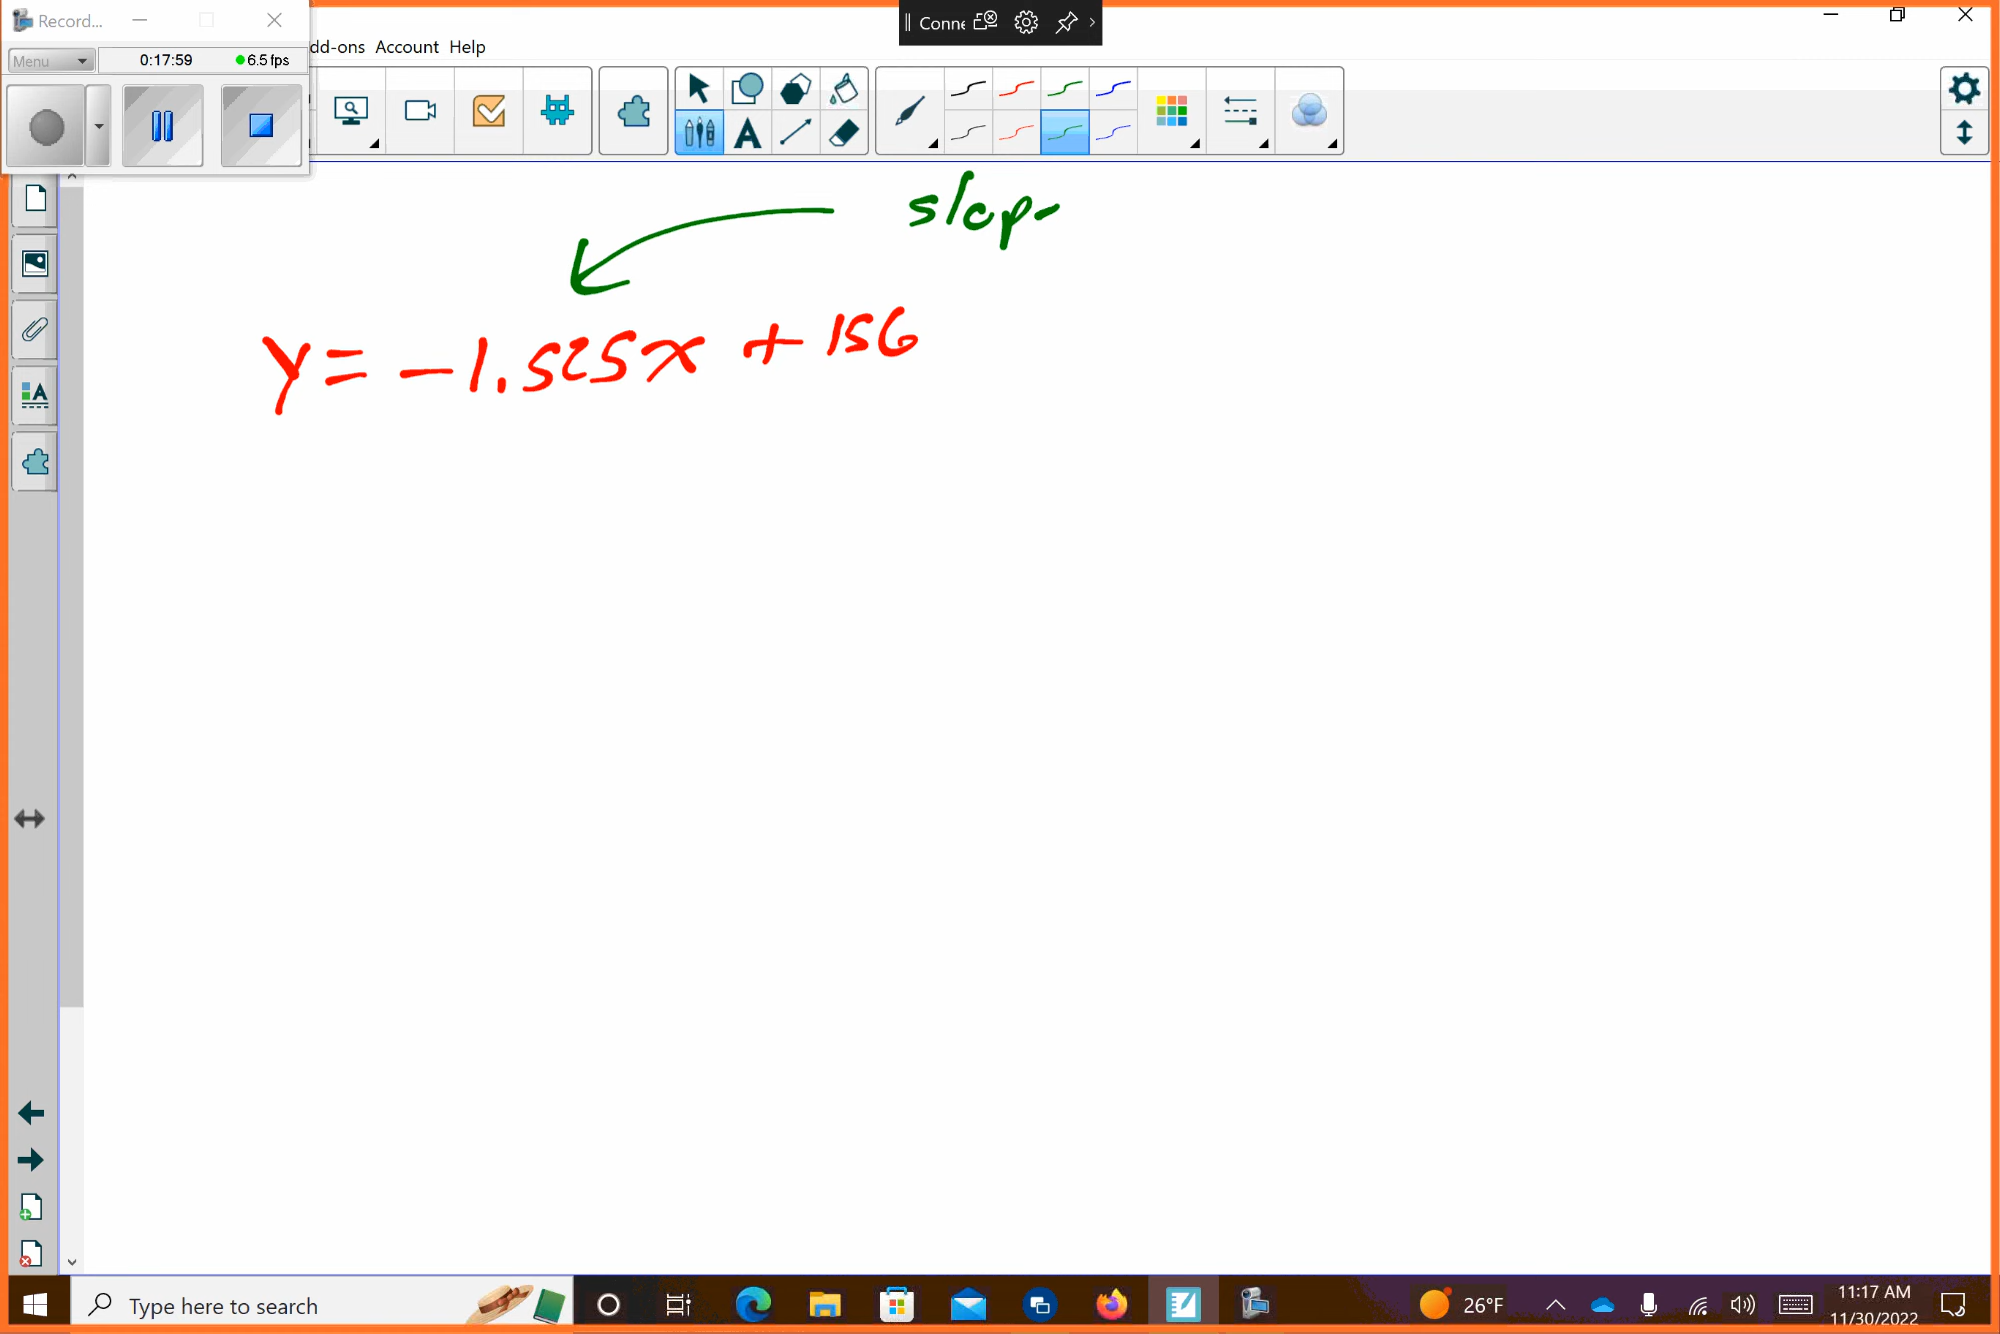 Record...
Conne
Menu
0:17:59
6.5 fps
dd-ons Account Help
slope
y = -1.525x + 156
Type here to search
26°F
11:17 AM
11/30/2022